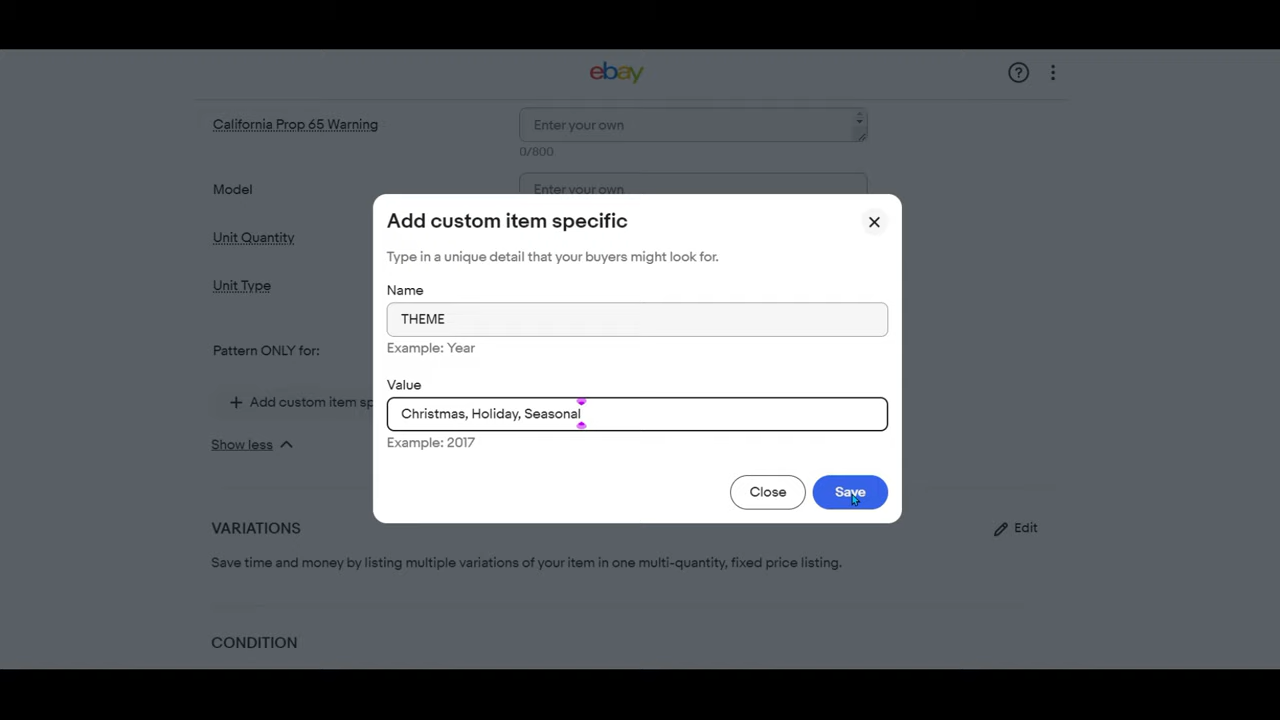 ebay
California Prop 65 Warning
Enter your own
0/800
Model
Enter your own
Add custom item specific
Type in a unique detail that your buyers might look for.
Unit Quantity
Name
Unit Type
THEME
Example: Year
Pattern ONLY for:
Value
+ Add custom item sp
Christmas, Holiday, Seasonal
Show less
Example: 2017
Close
Save
VARIATIONS
Edit
Save time and money by listing multiple variations of your item in one multi-quantity, fixed price listing.
CONDITION